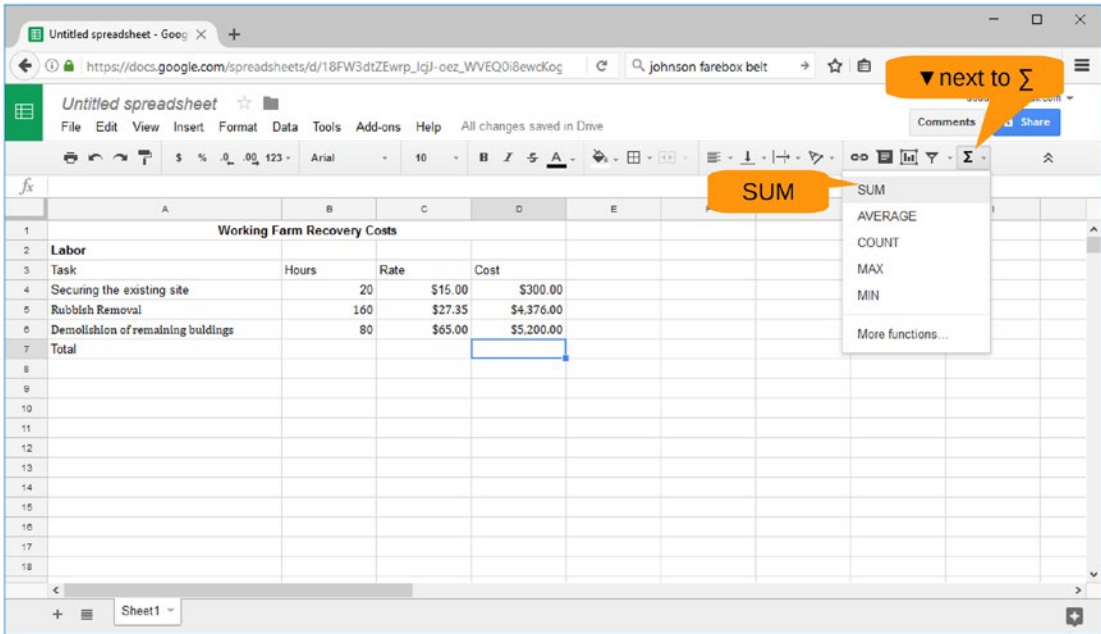 Untitled spreadsheet - Goog
https://docs.google.com/spreadsheets/d/18FW3dtZEwrp_IcjJ-oez_WVEQ0i8ewcKog johnson farebox belt
▼next to ∑
Untitled spreadsheet
File Edit View Insert Format Data Tools Add-ons Help All changes saved in Drive Comments Share
$ % .0 .00 123 Arial 10 B I S A Σ
fx
SUM
SUM
AVERAGE
COUNT
MAX
MIN
More functions...
A B C D E
1 Working Farm Recovery Costs
2 Labor
3 Task Hours Rate Cost
4 Securing the existing site 20 $15.00 $300.00
5 Rubbish Removal 160 $27.35 $4,376.00
6 Demolishion of remaining buldings 80 $65.00 $5,200.00
7 Total
8
9
10
11
12
13
14
15
16
17
18
Sheet1